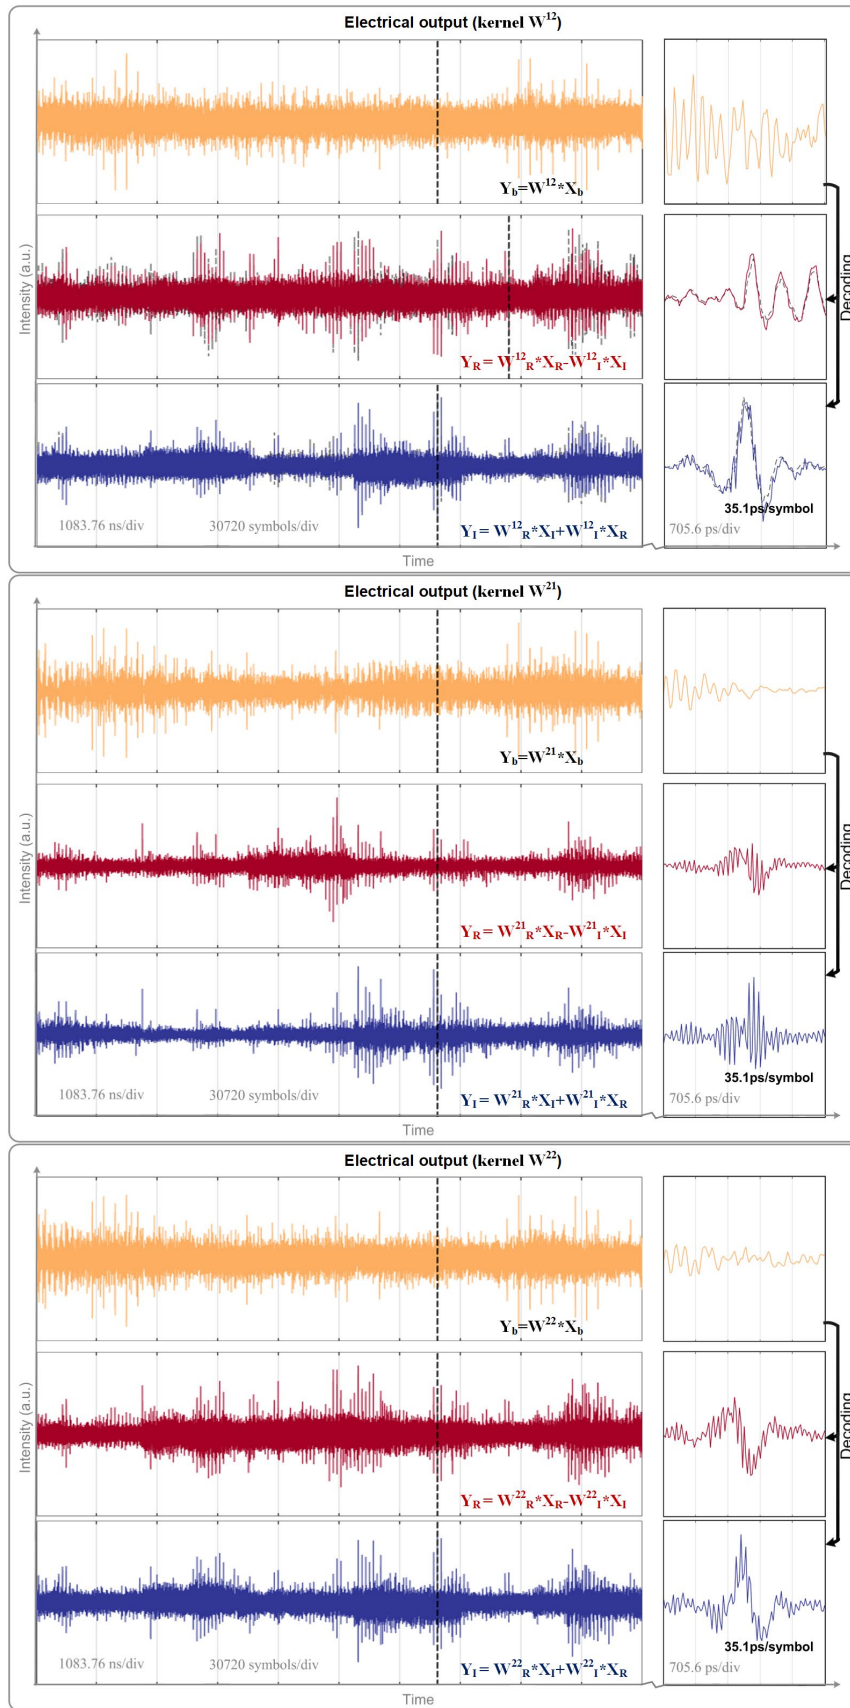 Electrical output (kernel W¹²)
Intensity (a.u.)
Y_b=W¹²*X_b
Y_R = W¹²_R*X_R-W¹²_I*X_I
Decoding
1083.76 ns/div
30720 symbols/div
Y_I = W¹²_R*X_I+W¹²_I*X_R
35.1ps/symbol
705.6 ps/div
Time
Electrical output (kernel W²¹)
Intensity (a.u.)
Y_b=W²¹*X_b
Y_R = W²¹_R*X_R-W²¹_I*X_I
Decoding
1083.76 ns/div
30720 symbols/div
Y_I = W²¹_R*X_I+W²¹_I*X_R
35.1ps/symbol
705.6 ps/div
Time
Electrical output (kernel W²²)
Intensity (a.u.)
Y_b=W²²*X_b
Y_R = W²²_R*X_R-W²²_I*X_I
Decoding
1083.76 ns/div
30720 symbols/div
Y_I = W²²_R*X_I+W²²_I*X_R
35.1ps/symbol
705.6 ps/div
Time